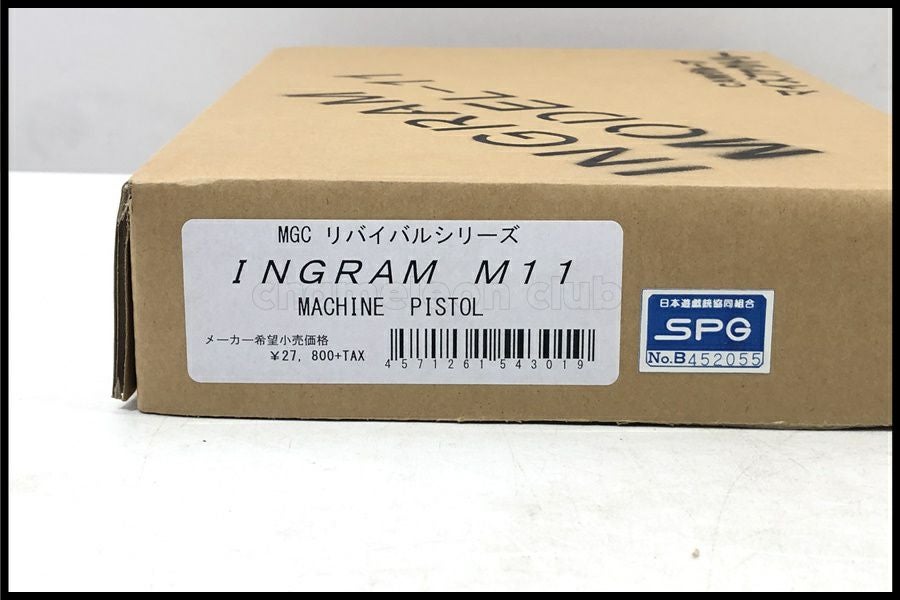 INGRAM
MODEL-11
MGC リバイバルシリーズ
INGRAM M11
chameleon club
MACHINE PISTOL
メーカー希望小売価格
¥27, 800+TAX
4571261543019
日本遊戯銃協同組合
SPG
No.B452055